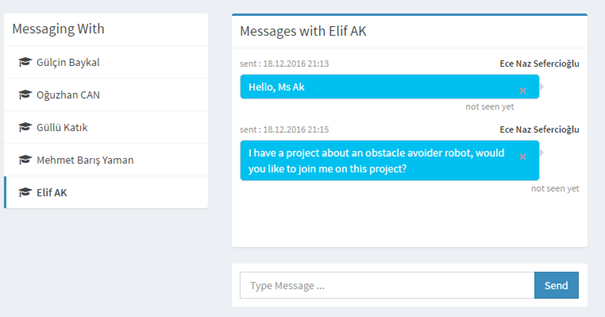 Messaging With
Gülçin Baykal
Oğuzhan CAN
Güllü Katık
Mehmet Barış Yaman
Elif AK
Messages with Elif AK
sent : 18.12.2016 21:13 Ece Naz Sefercioğlu
Hello, Ms Ak
not seen yet
sent : 18.12.2016 21:15 Ece Naz Sefercioğlu
I have a project about an obstacle avoider robot, would
you like to join me on this project?
not seen yet
Type Message ... Send